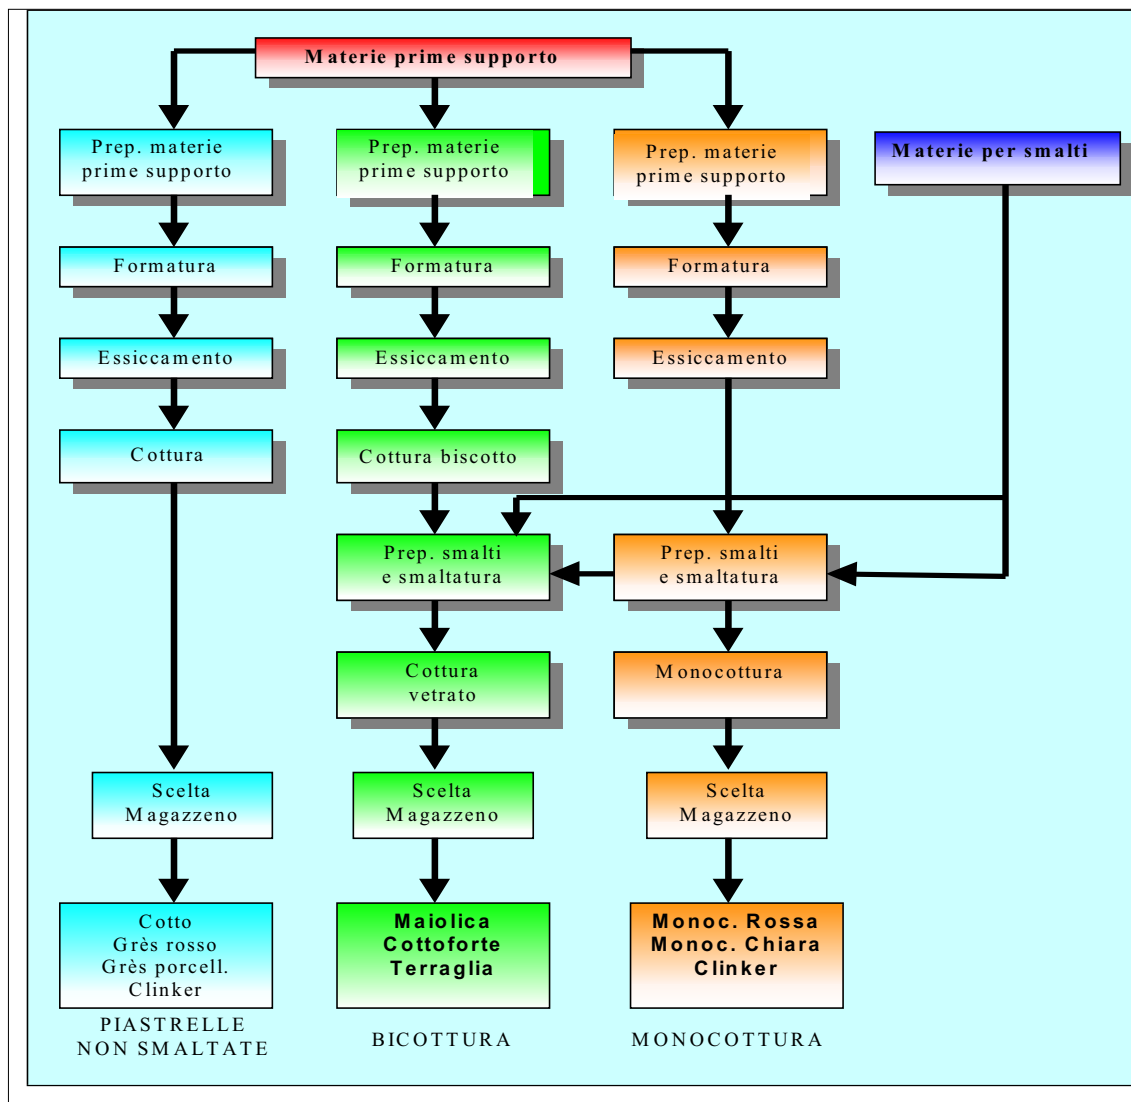 Materie prime supporto
Prep. materie
prime supporto
Prep. materie
prime supporto
Prep. materie
prime supporto
Materie per smalti
Formatura
Formatura
Formatura
Essiccamento
Essiccamento
Essiccamento
Cottura
Cottura biscotto
Prep. smalti
e smaltatura
Prep. smalti
e smaltatura
Cottura
vetrato
Monocottura
Scelta
Magazzeno
Scelta
Magazzeno
Scelta
Magazzeno
Cotto
Grès rosso
Grès porcell.
Clinker
Maiolica
Cottoforte
Terraglia
Monoc. Rossa
Monoc. Chiara
Clinker
PIASTRELLE
NON SMALTATE
BICOTTURA
MONOCOTTURA